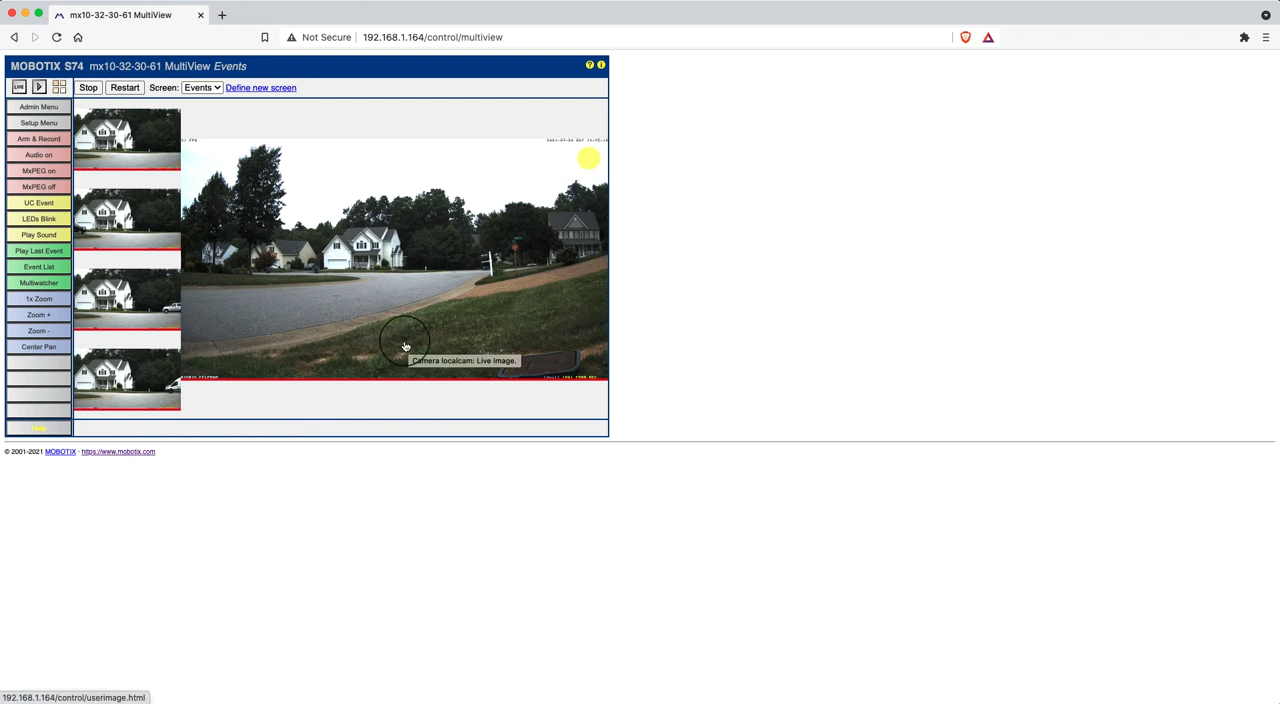 mx10-32-30-61 MultiView
Not Secure
192.168.1.164/control/multiview
MOBOTIX S74 mx10-32-30-61 MultiView Events
? i
LIVE
Stop Restart Screen: Events Define new screen
Admin Menu
Setup Menu
Arm & Record
Audio on
MxPEG on
MxPEG off
UC Event
LEDs Blink
Play Sound
Play Last Event
Event List
Multiwatcher
1x Zoom
Zoom +
Zoom -
Center Pan
Help
Camera localcam: Live Image.
© 2001-2021 MOBOTIX · https://www.mobotix.com
192.168.1.164/control/userimage.html